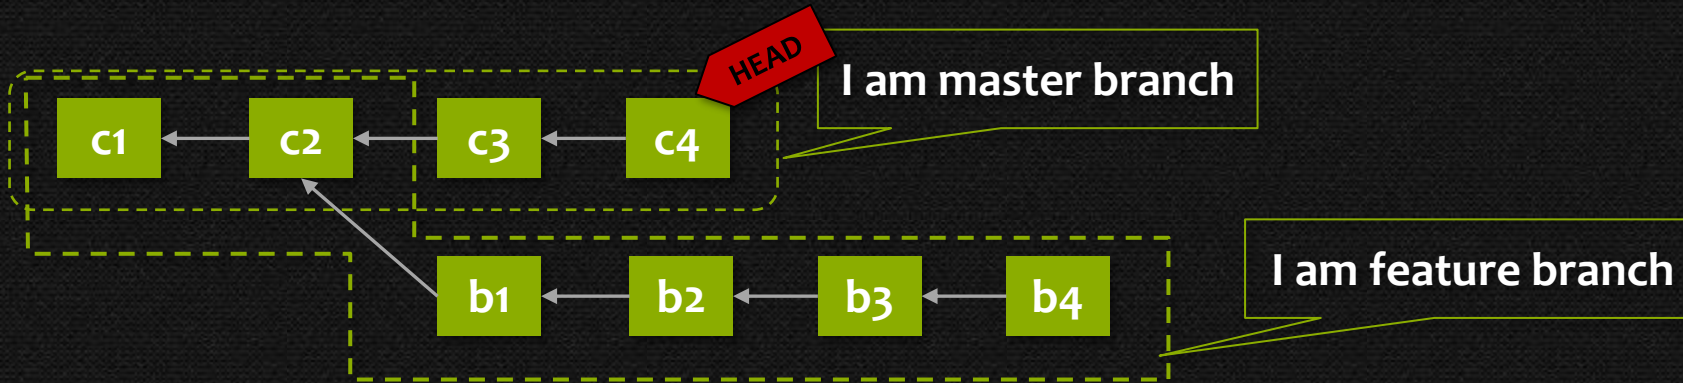 HEAD
I am master branch
c1
c2
c3
c4
I am feature branch
b1
b2
b3
b4